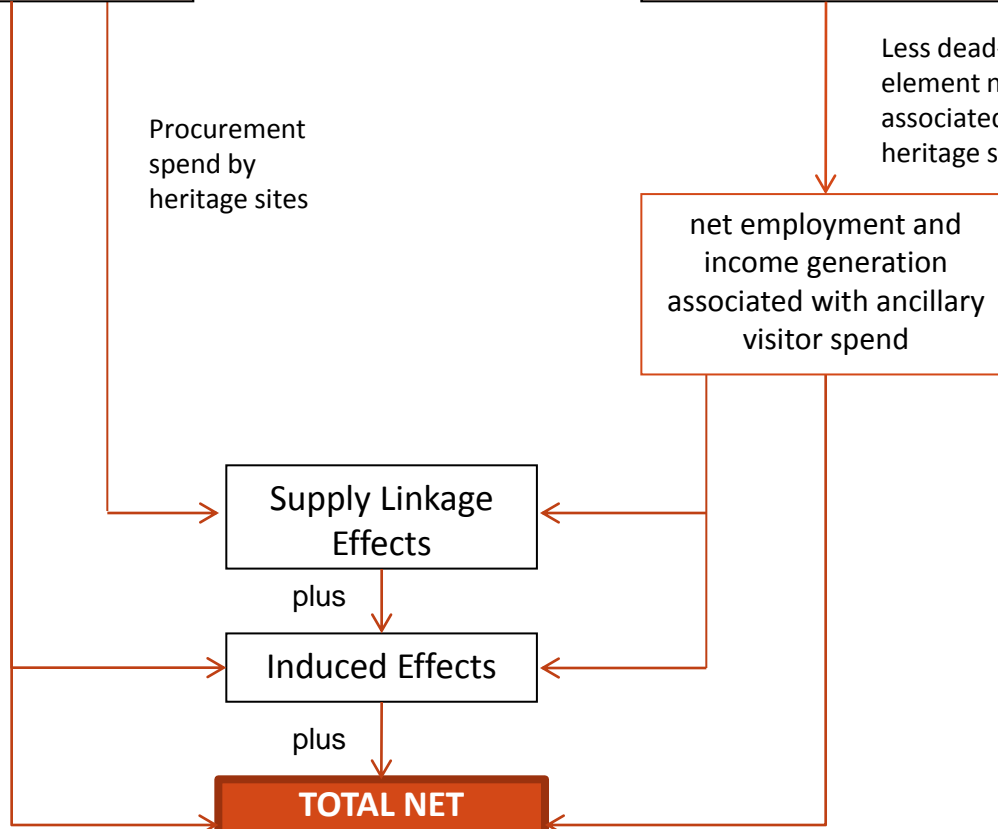 Less dead
element
associated
heritage
Procurement
spend by
heritage sites
net employment and
income generation
associated with ancillary
visitor spend
Supply Linkage
Effects
plus
Induced Effects
plus
TOTAL NET